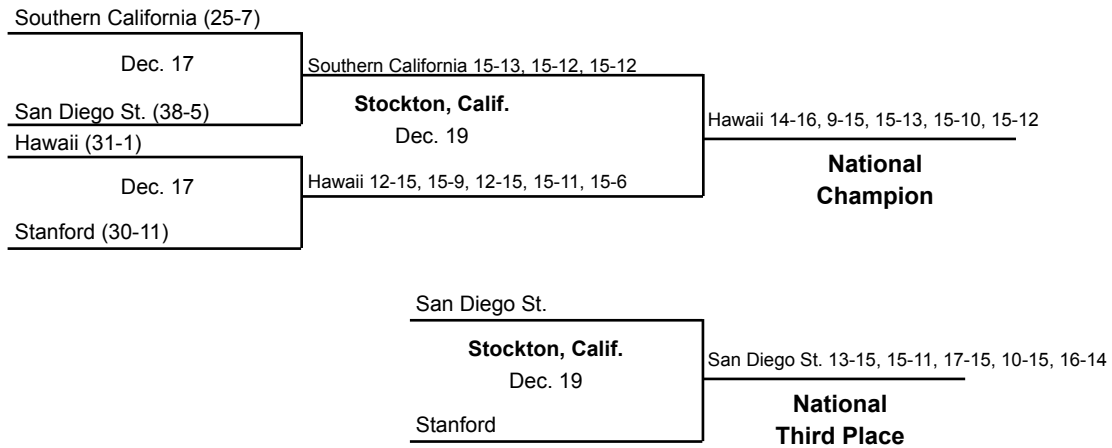 Southern California (25-7)
Dec. 17
San Diego St. (38-5)
Hawaii (31-1)
Dec. 17
Stanford (30-11)
Southern California 15-13, 15-12, 15-12
Stockton, Calif.
Dec. 19
Hawaii 12-15, 15-9, 12-15, 15-11, 15-6
Hawaii 14-16, 9-15, 15-13, 15-10, 15-12
National
Champion
San Diego St.
Stockton, Calif.
Dec. 19
Stanford
San Diego St. 13-15, 15-11, 17-15, 10-15, 16-14
National
Third Place